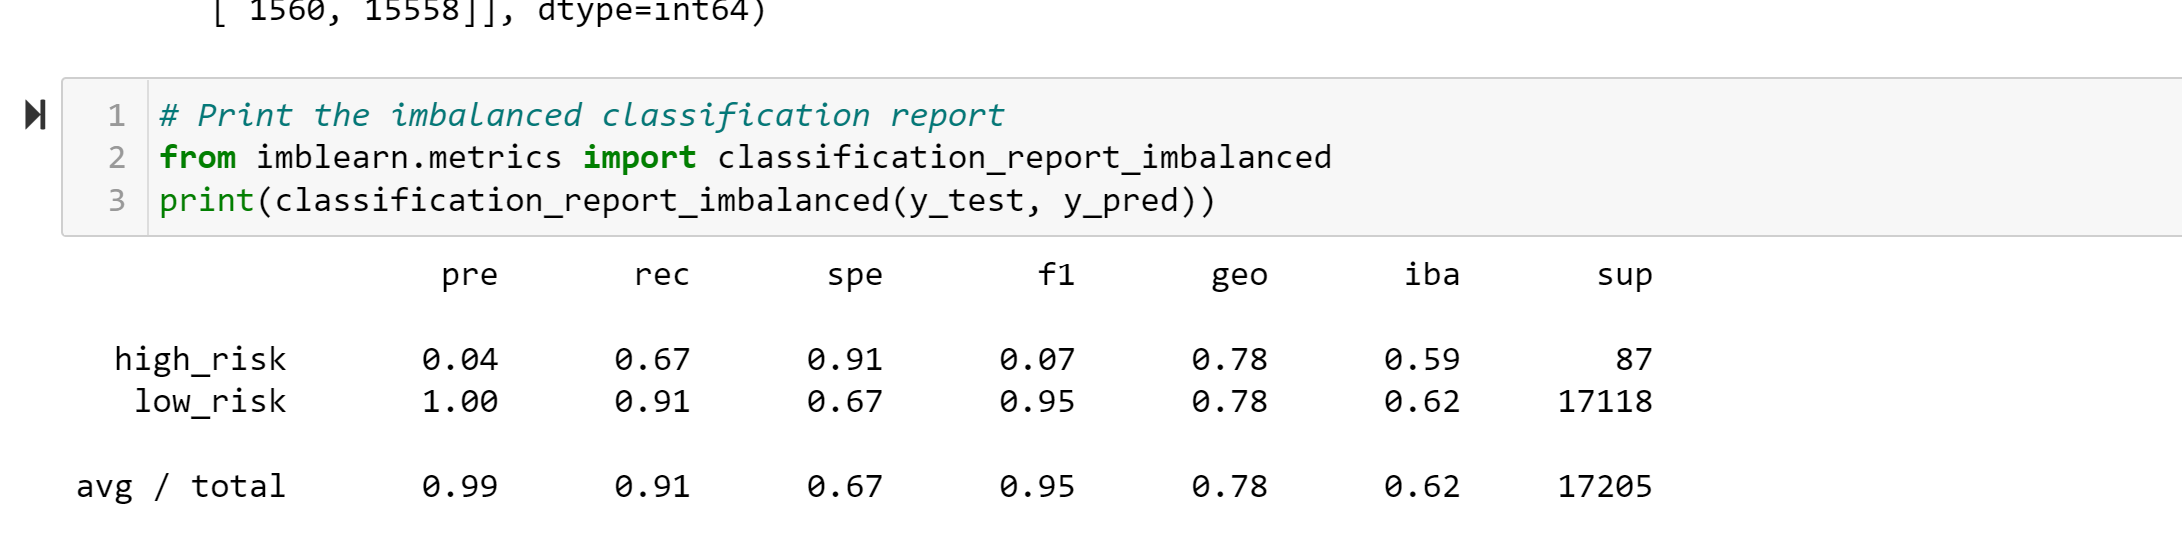 [ 1560, 15558]], dtype=int64)
1 # Print the imbalanced classification report
2 from imblearn.metrics import classification_report_imbalanced
3 print(classification_report_imbalanced(y_test, y_pred))
pre rec spe f1 geo iba sup
high_risk 0.04 0.67 0.91 0.07 0.78 0.59 87
low_risk 1.00 0.91 0.67 0.95 0.78 0.62 17118
avg / total 0.99 0.91 0.67 0.95 0.78 0.62 17205